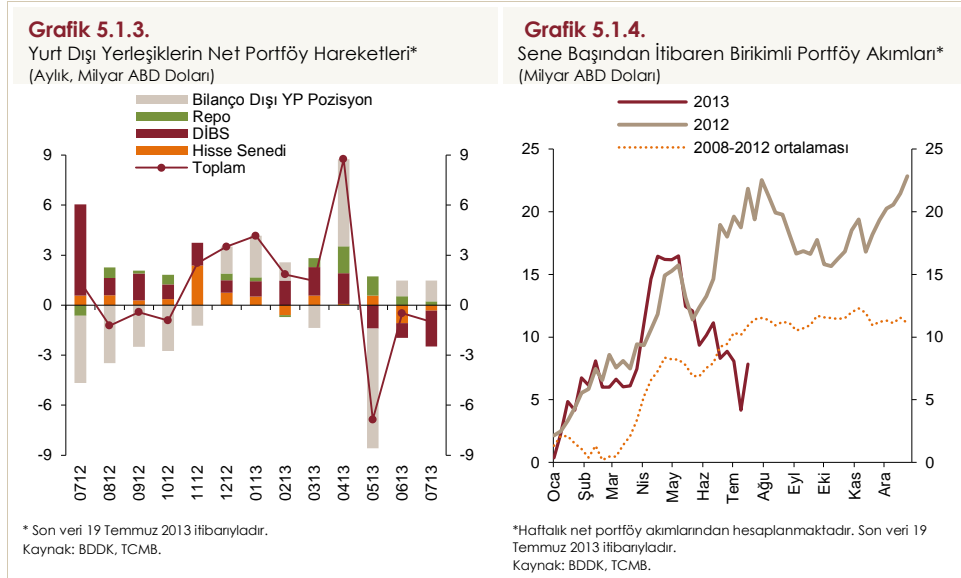 Grafik 5.1.3.
Yurt Dışı Yerleşiklerin Net Portföy Hareketleri*
(Aylık, Milyar ABD Doları)
Bilanço Dışı YP Pozisyon
Repo
DİBS
Hisse Senedi
Toplam
9 9
6 6
3 3
0 0
-3 -3
-6 -6
-9 -9
0712 0812 0912 1012 1112 1212 0113 0213 0313 0413 0513 0613 0713
* Son veri 19 Temmuz 2013 itibarıyladır.
Kaynak: BDDK, TCMB.
Grafik 5.1.4.
Sene Başından İtibaren Birikimli Portföy Akımları*
(Milyar ABD Doları)
2013
2012
2008-2012 ortalaması
25 25
20 20
15 15
10 10
5 5
0 0
Oca Şub Mar Nis May Haz Tem Ağu Eyl Eki Kas Ara
*Haftalık net portföy akımlarından hesaplanmaktadır. Son veri 19
Temmuz 2013 itibarıyladır.
Kaynak: BDDK, TCMB.